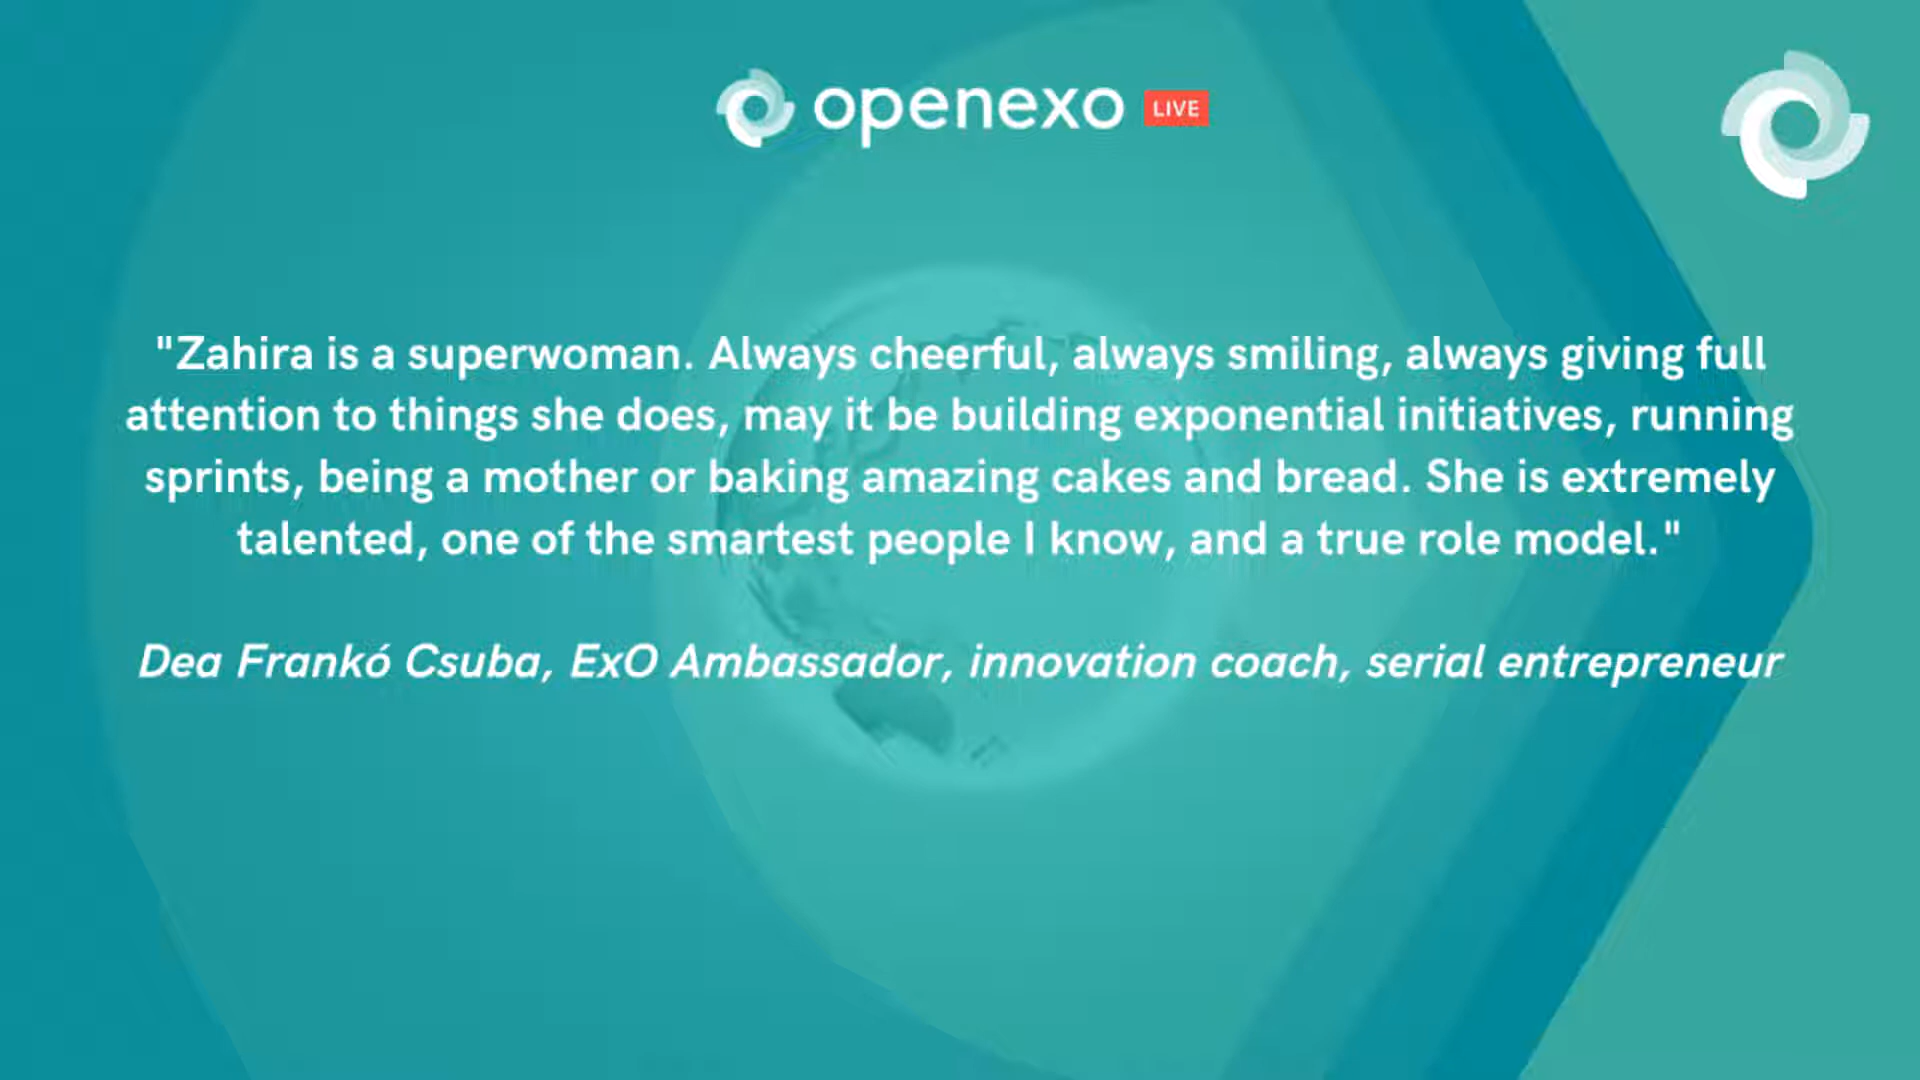 openexo LIVE
"Zahira is a superwoman. Always cheerful, always smiling, always giving full
attention to things she does, may it be building exponential initiatives, running
sprints, being a mother or baking amazing cakes and bread. She is extremely
talented, one of the smartest people I know, and a true role model."
Dea Frankó Csuba, ExO Ambassador, innovation coach, serial entrepreneur